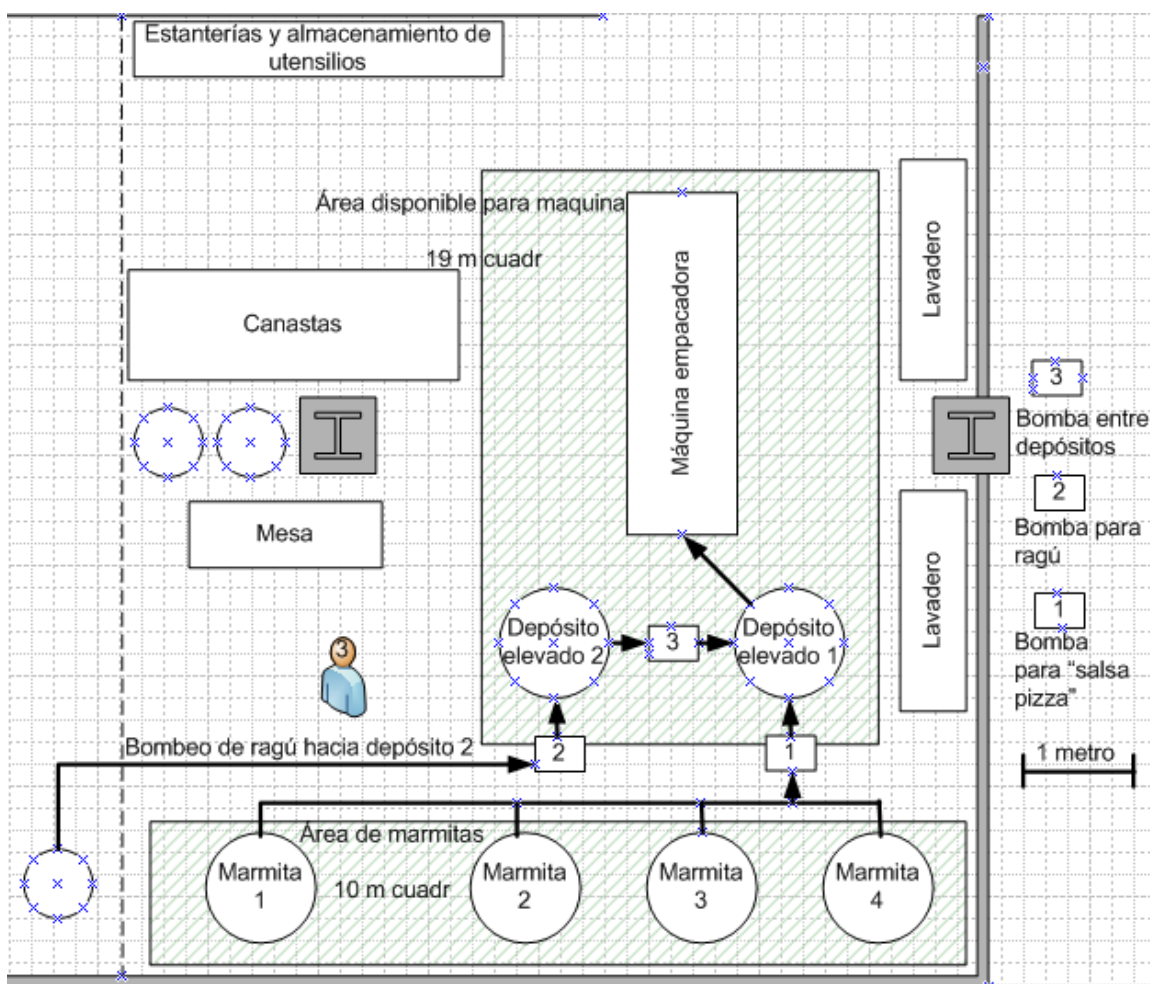 Estanterías y almacenamiento de
utensilios
Área disponible para maquina
19 m cuadr
Máquina empacadora
Lavadero
Canastas
3
Bomba entre
depósitos
2
Bomba para
ragú
Mesa
Lavadero
1
Bomba
para “salsa
pizza”
Depósito
elevado 2
3
Depósito
elevado 1
3
Bombeo de ragú hacia depósito 2
2
1
1 metro
Área de marmitas
10 m cuadr
Marmita
1
Marmita
2
Marmita
3
Marmita
4